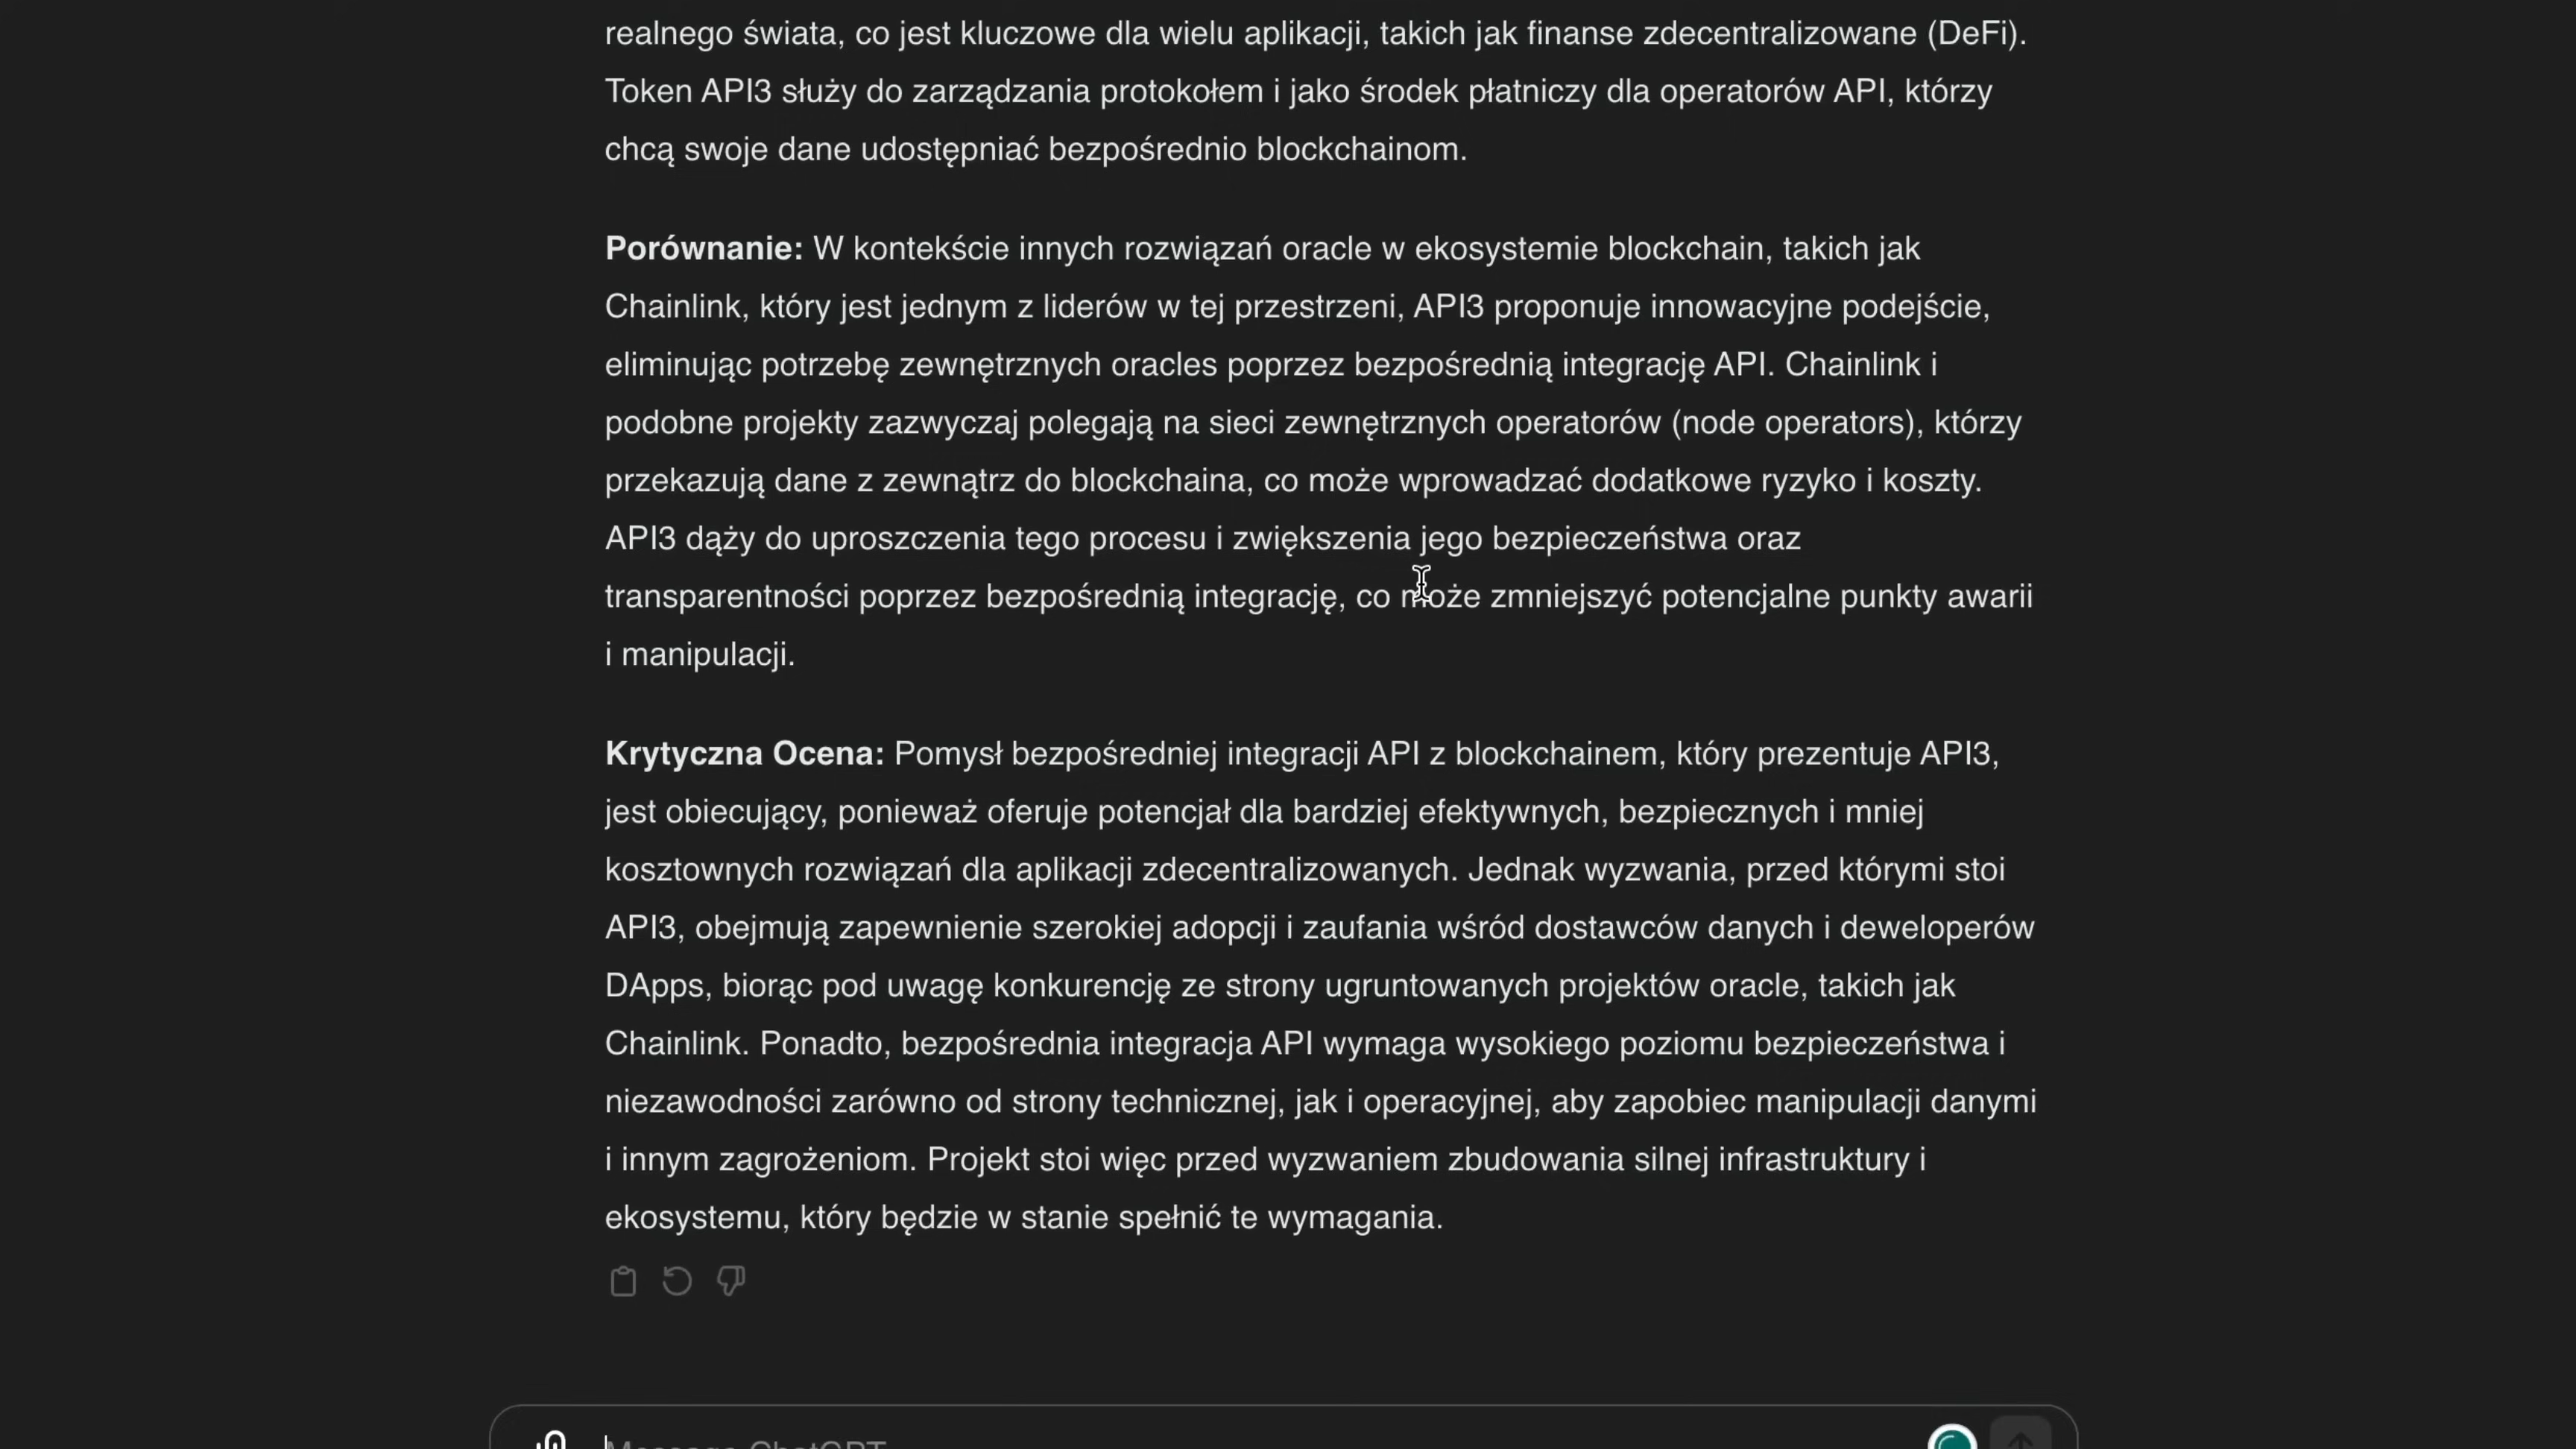 realnego świata, co jest kluczowe dla wielu aplikacji, takich jak finanse zdecentralizowane (DeFi).
Token API3 służy do zarządzania protokołem i jako środek płatniczy dla operatorów API, którzy
chcą swoje dane udostępniać bezpośrednio blockchainom.
Porównanie: W kontekście innych rozwiązań oracle w ekosystemie blockchain, takich jak
Chainlink, który jest jednym z liderów w tej przestrzeni, API3 proponuje innowacyjne podejście,
eliminując potrzebę zewnętrznych oracles poprzez bezpośrednią integrację API. Chainlink i
podobne projekty zazwyczaj polegają na sieci zewnętrznych operatorów (node operators), którzy
przekazują dane z zewnątrz do blockchaina, co może wprowadzać dodatkowe ryzyko i koszty.
API3 dąży do uproszczenia tego procesu i zwiększenia jego bezpieczeństwa oraz
transparentności poprzez bezpośrednią integrację, co może zmniejszyć potencjalne punkty awarii
i manipulacji.
Krytyczna Ocena: Pomysł bezpośredniej integracji API z blockchainem, który prezentuje API3,
jest obiecujący, ponieważ oferuje potencjał dla bardziej efektywnych, bezpiecznych i mniej
kosztownych rozwiązań dla aplikacji zdecentralizowanych. Jednak wyzwania, przed którymi stoi
API3, obejmują zapewnienie szerokiej adopcji i zaufania wśród dostawców danych i deweloperów
DApps, biorąc pod uwagę konkurencję ze strony ugruntowanych projektów oracle, takich jak
Chainlink. Ponadto, bezpośrednia integracja API wymaga wysokiego poziomu bezpieczeństwa i
niezawodności zarówno od strony technicznej, jak i operacyjnej, aby zapobiec manipulacji danymi
i innym zagrożeniom. Projekt stoi więc przed wyzwaniem zbudowania silnej infrastruktury i
ekosystemu, który będzie w stanie spełnić te wymagania.
Message ChatGPT